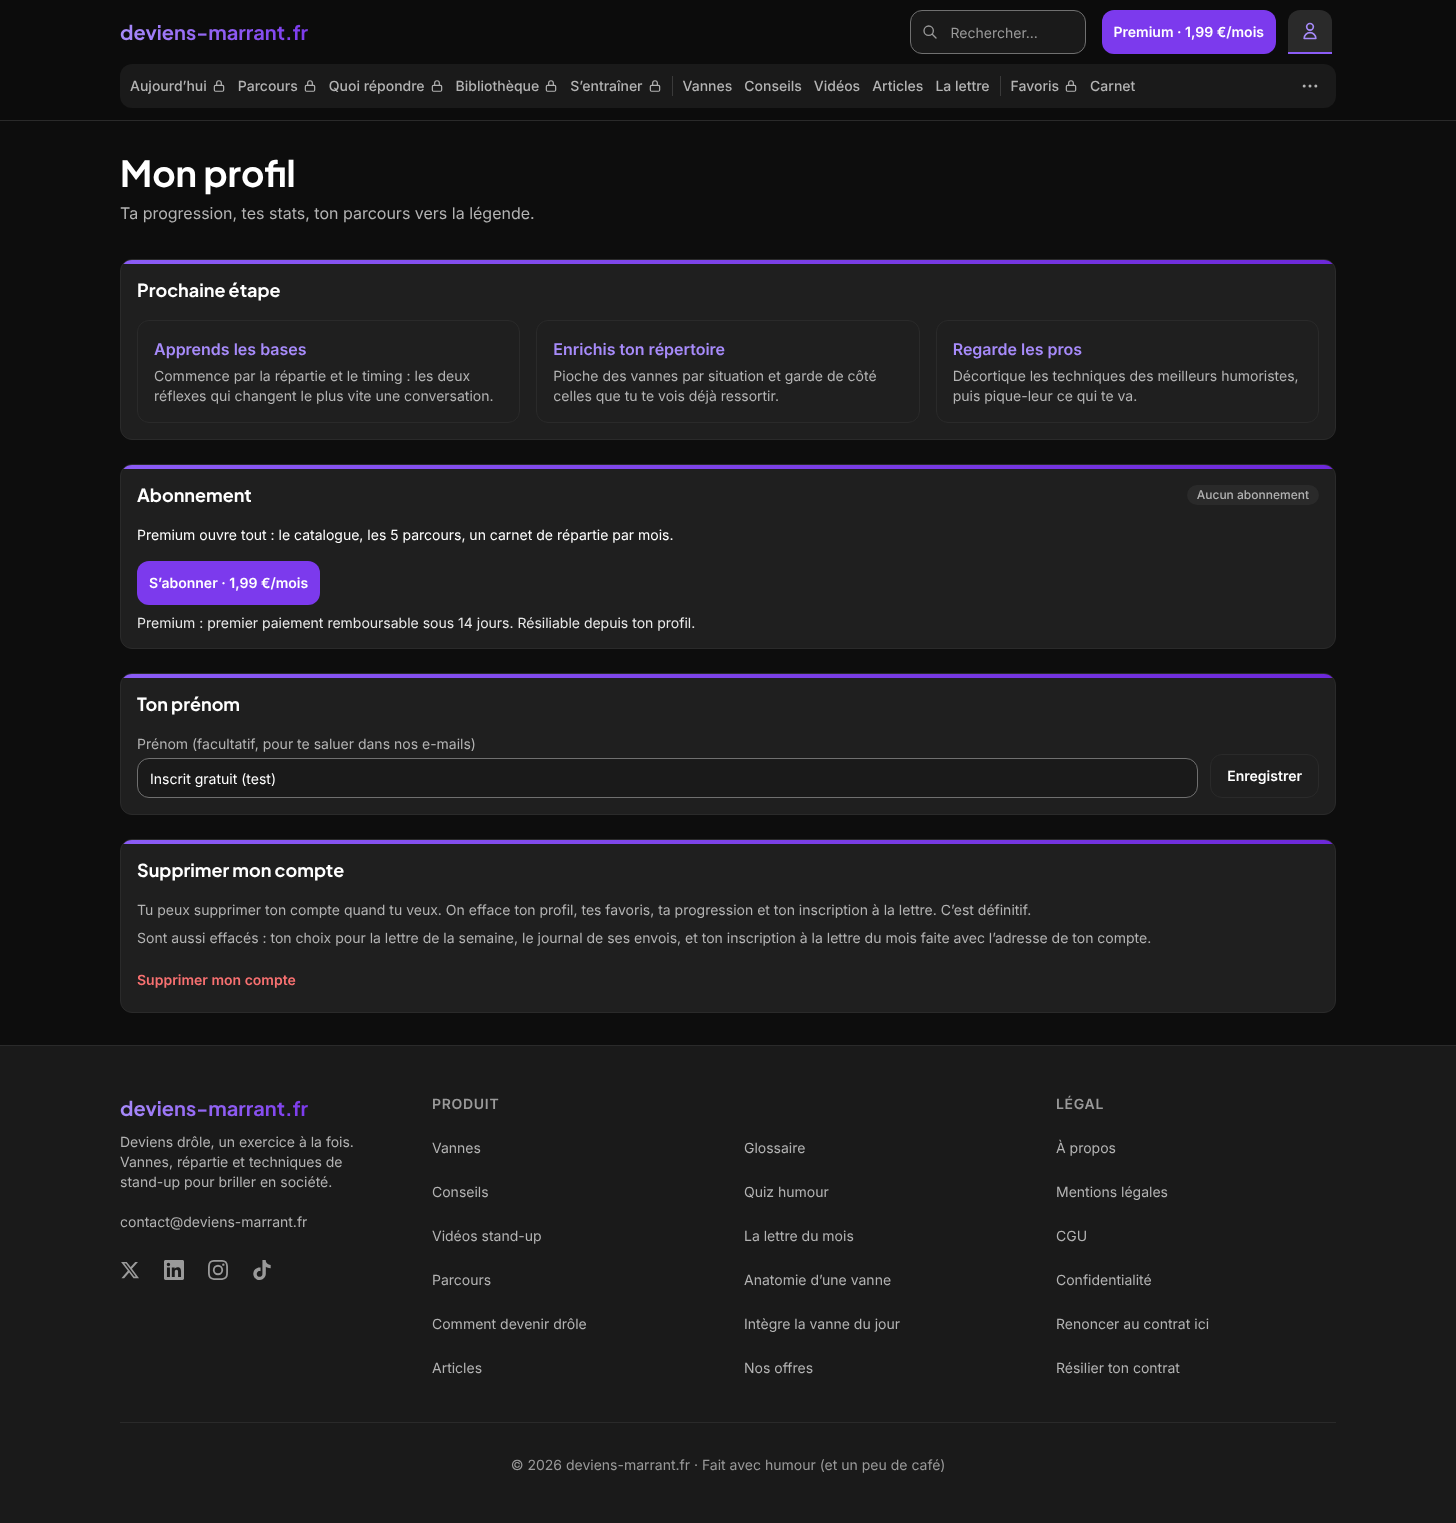 deviens-marrant.fr
Rechercher...
Premium · 1,99 €/mois
Aujourd’hui Parcours Quoi répondre Bibliothèque S’entraîner Vannes Conseils Vidéos Articles La lettre Favoris Carnet
Mon profil
Ta progression, tes stats, ton parcours vers la légende.
Prochaine étape
Apprends les bases
Commence par la répartie et le timing : les deux
réflexes qui changent le plus vite une conversation.
Enrichis ton répertoire
Pioche des vannes par situation et garde de côté
celles que tu te vois déjà ressortir.
Regarde les pros
Décortique les techniques des meilleurs humoristes,
puis pique-leur ce qui te va.
Abonnement
Aucun abonnement
Premium ouvre tout : le catalogue, les 5 parcours, un carnet de répartie par mois.
S’abonner · 1,99 €/mois
Premium : premier paiement remboursable sous 14 jours. Résiliable depuis ton profil.
Ton prénom
Prénom (facultatif, pour te saluer dans nos e-mails)
Inscrit gratuit (test)
Enregistrer
Supprimer mon compte
Tu peux supprimer ton compte quand tu veux. On efface ton profil, tes favoris, ta progression et ton inscription à la lettre. C’est définitif.
Sont aussi effacés : ton choix pour la lettre de la semaine, le journal de ses envois, et ton inscription à la lettre du mois faite avec l’adresse de ton compte.
Supprimer mon compte
deviens-marrant.fr
Deviens drôle, un exercice à la fois.
Vannes, répartie et techniques de
stand-up pour briller en société.
contact@deviens-marrant.fr
PRODUIT
Vannes
Conseils
Vidéos stand-up
Parcours
Comment devenir drôle
Articles
Glossaire
Quiz humour
La lettre du mois
Anatomie d’une vanne
Intègre la vanne du jour
Nos offres
LÉGAL
À propos
Mentions légales
CGU
Confidentialité
Renoncer au contrat ici
Résilier ton contrat
© 2026 deviens-marrant.fr · Fait avec humour (et un peu de café)